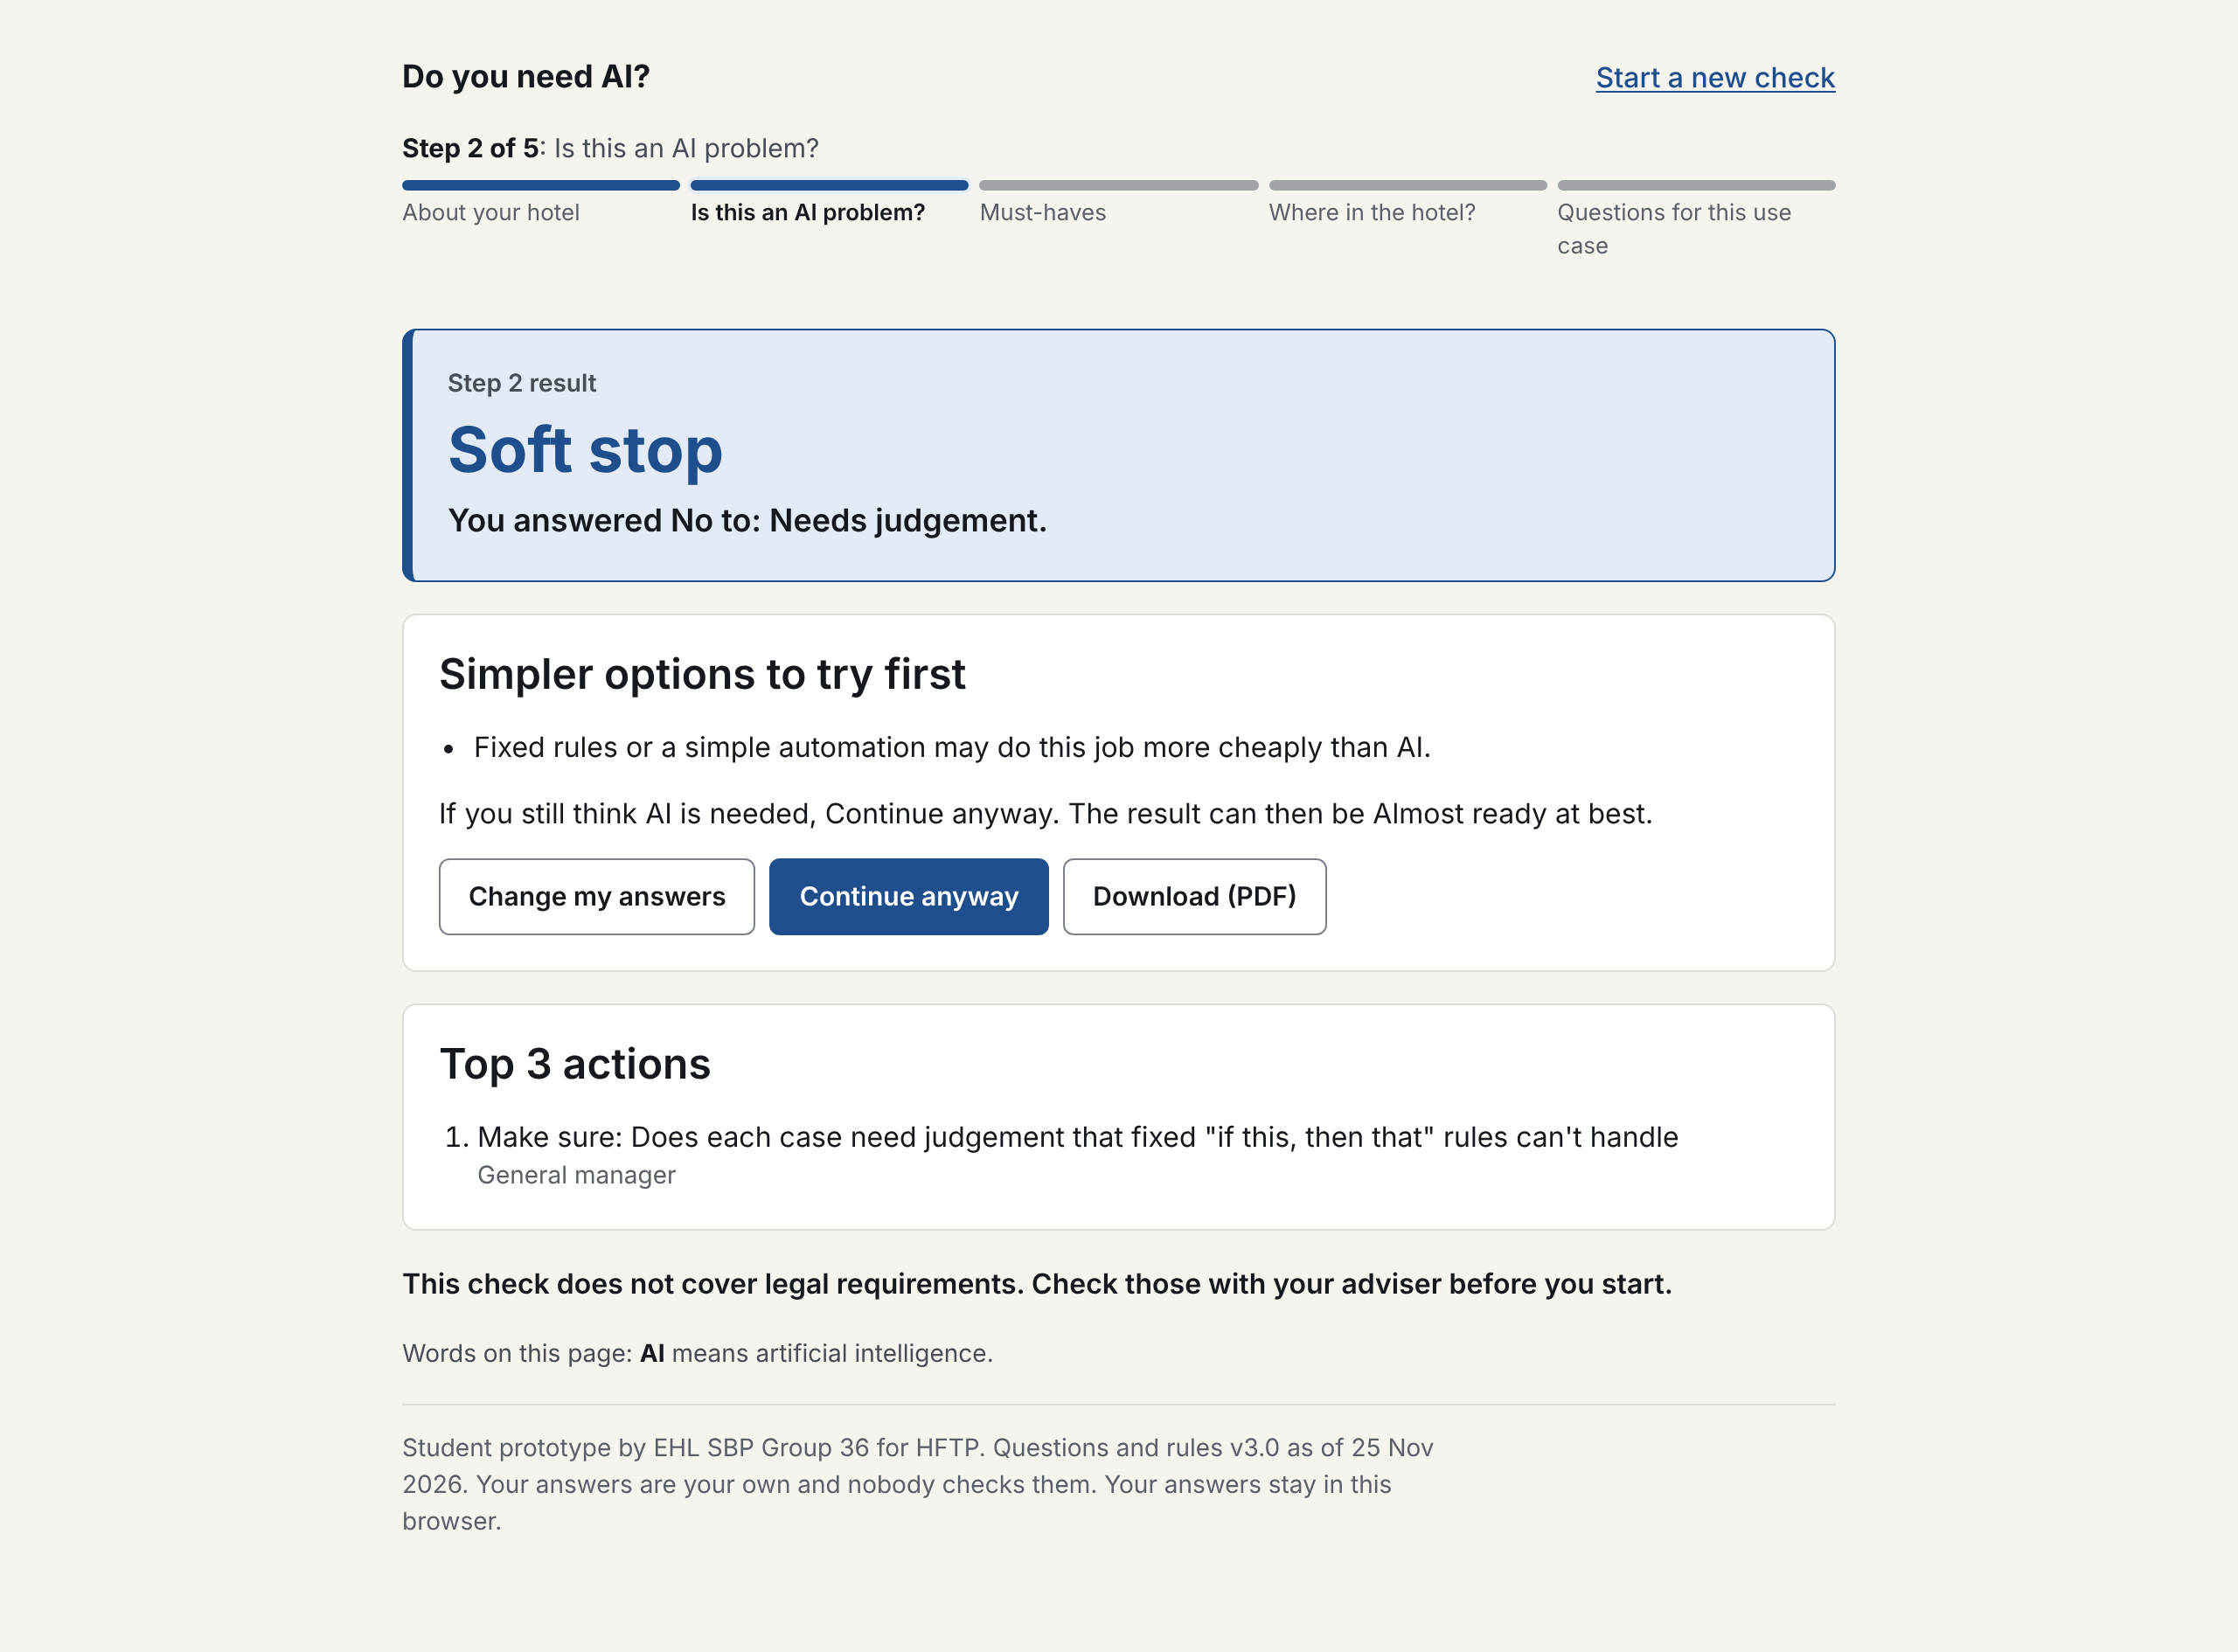 Do you need AI?
Start a new check
Step 2 of 5: Is this an AI problem?
About your hotel
Is this an AI problem?
Must-haves
Where in the hotel?
Questions for this use
case
Step 2 result
Soft stop
You answered No to: Needs judgement.
Simpler options to try first
• Fixed rules or a simple automation may do this job more cheaply than AI.
If you still think AI is needed, Continue anyway. The result can then be Almost ready at best.
Change my answers
Continue anyway
Download (PDF)
Top 3 actions
1. Make sure: Does each case need judgement that fixed "if this, then that" rules can't handle
General manager
This check does not cover legal requirements. Check those with your adviser before you start.
Words on this page: AI means artificial intelligence.
Student prototype by EHL SBP Group 36 for HFTP. Questions and rules v3.0 as of 25 Nov
2026. Your answers are your own and nobody checks them. Your answers stay in this
browser.